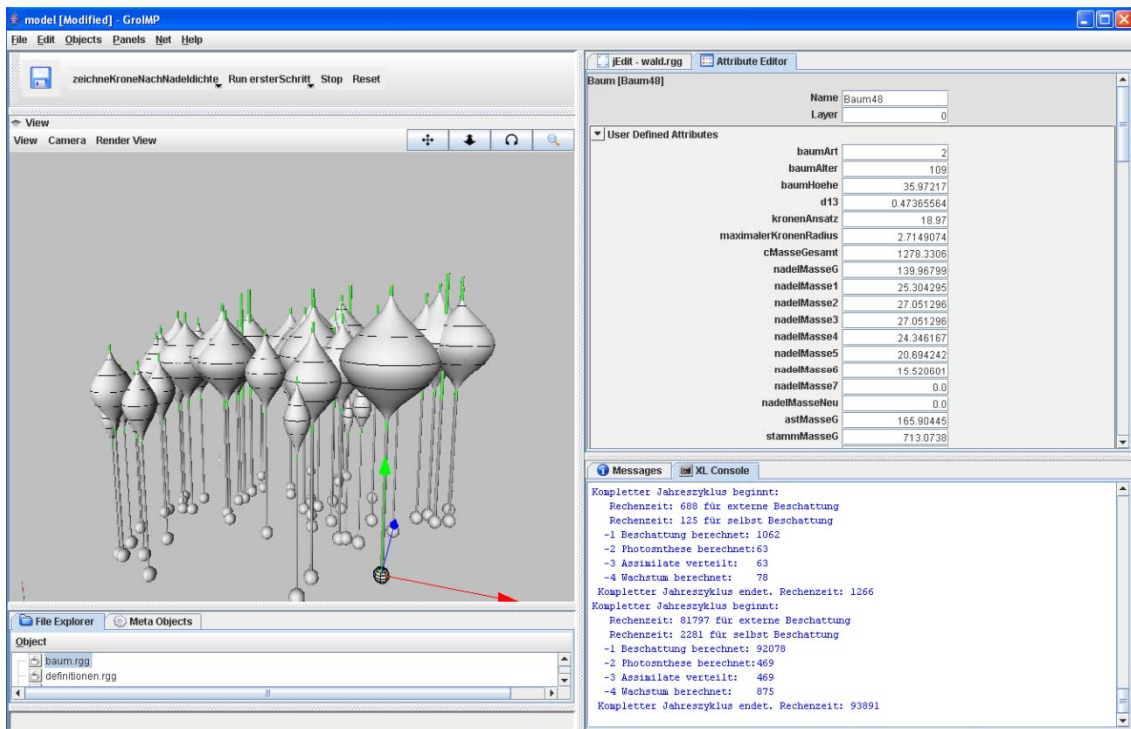 model [Modified] - GroIMP
File Edit Objects Panels Net Help
zeichneKroneNachNadeldichte Run ersterSchritt Stop Reset
View
View Camera Render View
File Explorer Meta Objects
Object
baum.rgg
definitionen.rgg
jEdit - wald.rgg Attribute Editor
Baum [Baum48]
Name Baum48
Layer 0
User Defined Attributes
baumArt 2
baumAlter 109
baumHoehe 35.97217
d13 0.47365564
kronenAnsatz 18.97
maximalerKronenRadius 2.7149074
cMasseGesamt 1278.3306
nadelMasseG 139.96799
nadelMasse1 25.304295
nadelMasse2 27.051296
nadelMasse3 27.051296
nadelMasse4 24.346167
nadelMasse5 20.694242
nadelMasse6 15.520601
nadelMasse7 0.0
nadelMasseNeu 0.0
astMasseG 165.90445
stammMasseG 713.0738
Messages XL Console
Kompletter Jahreszyklus beginnt:
Rechenzeit: 688 für externe Beschattung
Rechenzeit: 125 für selbst Beschattung
-1 Beschattung berechnet: 1062
-2 Photosnthese berechnet:63
-3 Assimilate verteilt: 63
-4 Wachstum berechnet: 78
Kompletter Jahreszyklus endet. Rechenzeit: 1266
Kompletter Jahreszyklus beginnt:
Rechenzeit: 81797 für externe Beschattung
Rechenzeit: 2281 für selbst Beschattung
-1 Beschattung berechnet: 92078
-2 Photosnthese berechnet:469
-3 Assimilate verteilt: 469
-4 Wachstum berechnet: 875
Kompletter Jahreszyklus endet. Rechenzeit: 93891